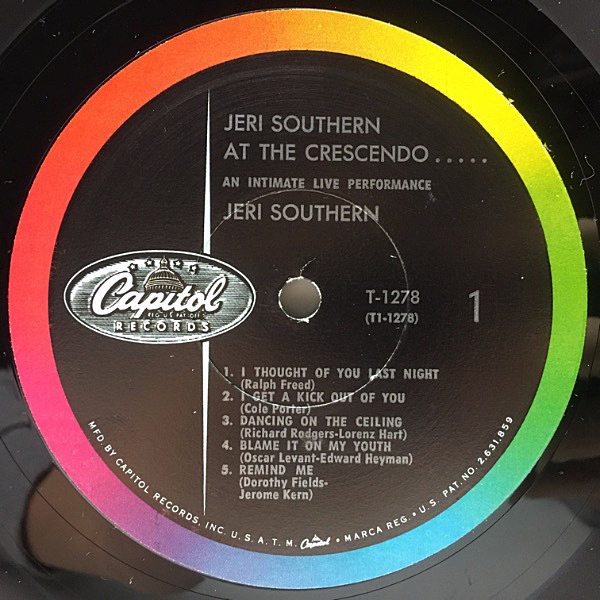 JERI SOUTHERN
AT THE CRESCENDO.....
AN INTIMATE LIVE PERFORMANCE
JERI SOUTHERN
Capitol
RECORDS
T-1278
(T1-1278)
1
1. I THOUGHT OF YOU LAST NIGHT
(Ralph Freed)
2. I GET A KICK OUT OF YOU
(Cole Porter)
3. DANCING ON THE CEILING
(Richard Rodgers-Lorenz Hart)
4. BLAME IT ON MY YOUTH
(Oscar Levant-Edward Heyman)
5. REMIND ME
(Dorothy Fields-
Jerome Kern)
MFD. BY CAPITOL RECORDS, INC. U.S.A. T.M. Capitol • MARCA REG. • U.S. PAT. NO. 2,631,859